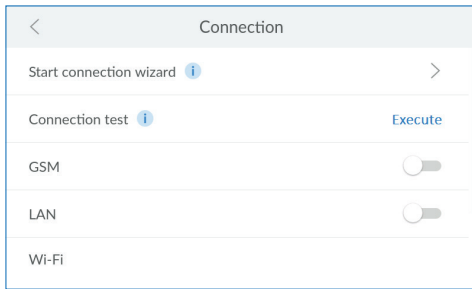 Connection
Start connection wizard i
Connection test i Execute
GSM
LAN
Wi-Fi